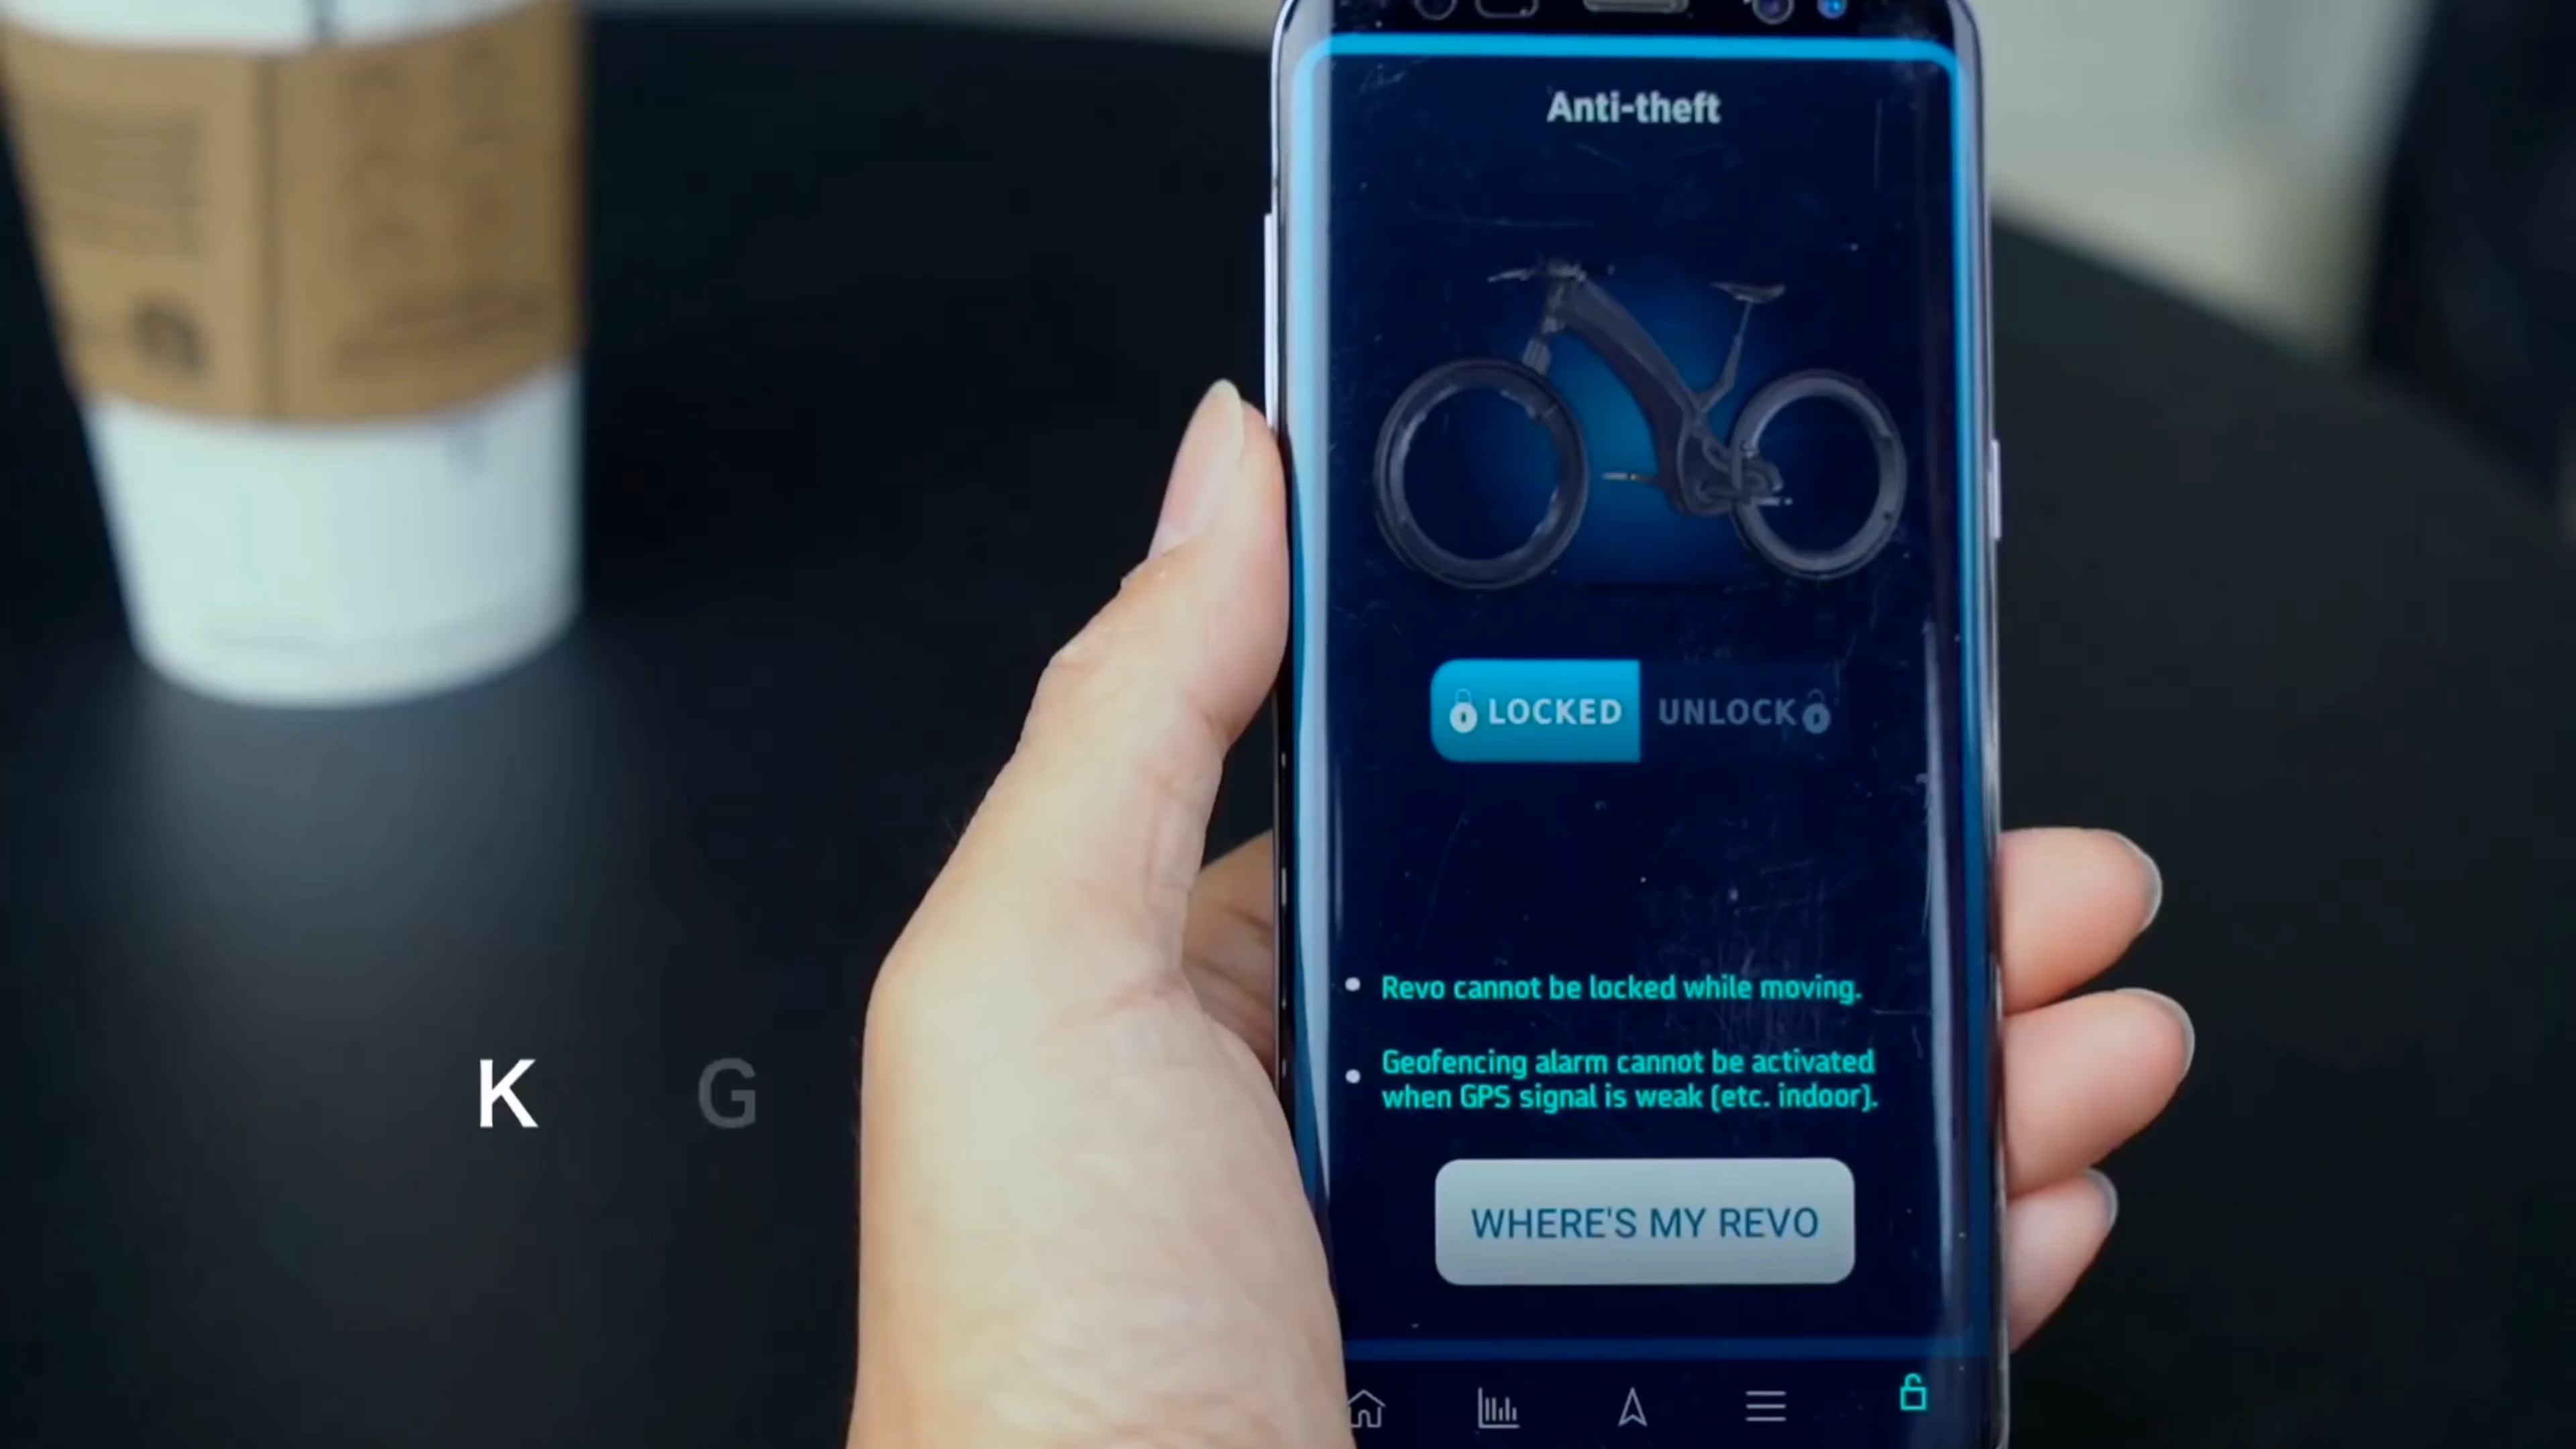 Anti-theft
LOCKED UNLOCK
Revo cannot be locked while moving.
Geofencing alarm cannot be activated
when GPS signal is weak (etc. indoor).
K G
WHERE'S MY REVO